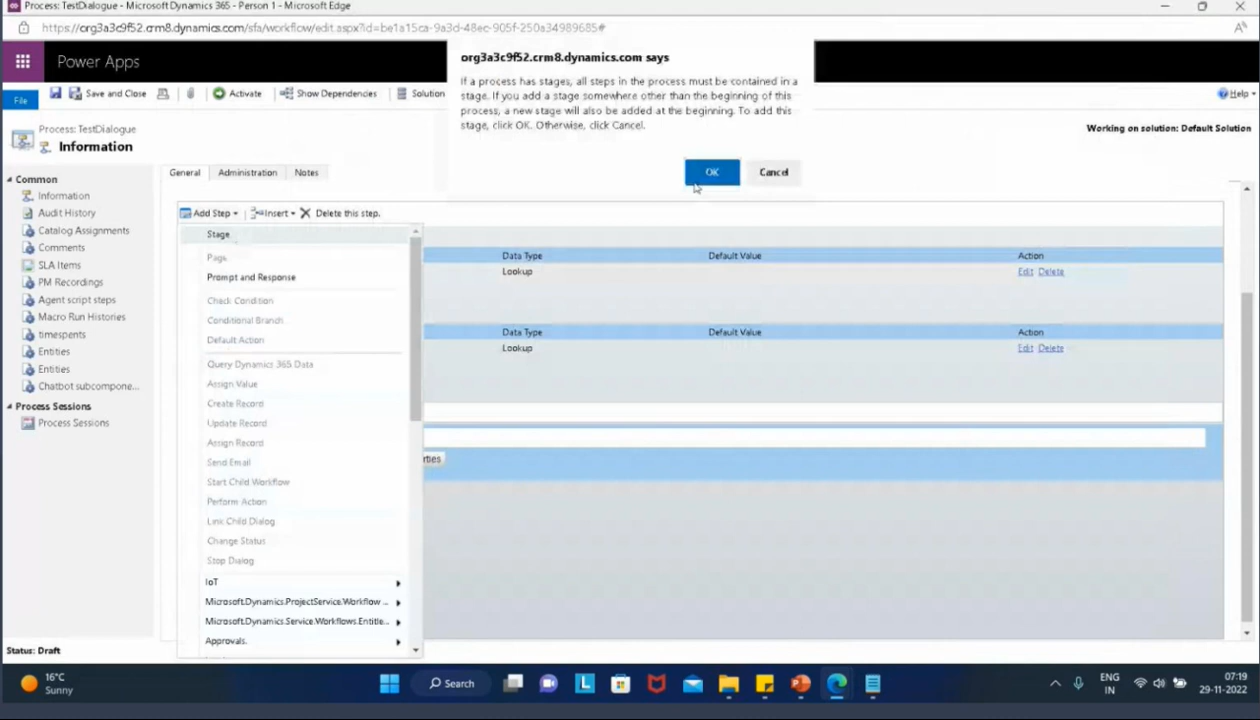 Process: TestDialogue - Microsoft Dynamics 365 - Person 1 - Microsoft Edge
https://org3a3c9f52.crm8.dynamics.com/sfa/workflow/edit.aspx?id=be1a15ca-9a3d-48ec-905f-250a34989685#
Power Apps
org3a3c9f52.crm8.dynamics.com says
If a process has stages, all steps in the process must be contained in a
stage. If you add a stage somewhere other than the beginning of this
process, a new stage will also be added at the beginning. To add this
stage, click OK. Otherwise, click Cancel.
OK
Cancel
File
Save and Close
Activate
Show Dependencies
Solution
Help
Process: TestDialogue
Information
Working on solution: Default Solution
Common
Information
Audit History
Catalog Assignments
Comments
SLA Items
PM Recordings
Agent script steps
Macro Run Histories
timespents
Entities
Entities
Chatbot subcompone...
Process Sessions
Process Sessions
General
Administration
Notes
Add Step
Insert
Delete this step.
Stage
Page
Prompt and Response
Check Condition
Conditional Branch
Default Action
Query Dynamics 365 Data
Assign Value
Create Record
Update Record
Assign Record
Send Email
Start Child Workflow
Perform Action
Link Child Dialog
Change Status
Stop Dialog
IoT
Microsoft.Dynamics.ProjectService.Workflow ...
Microsoft.Dynamics.Service.Workflows.Entitle...
Approvals.
Data Type
Default Value
Action
Lookup
Edit Delete
Data Type
Default Value
Action
Lookup
Edit Delete
rties
Status: Draft
16°C
Sunny
Search
ENG
IN
07:19
29-11-2022